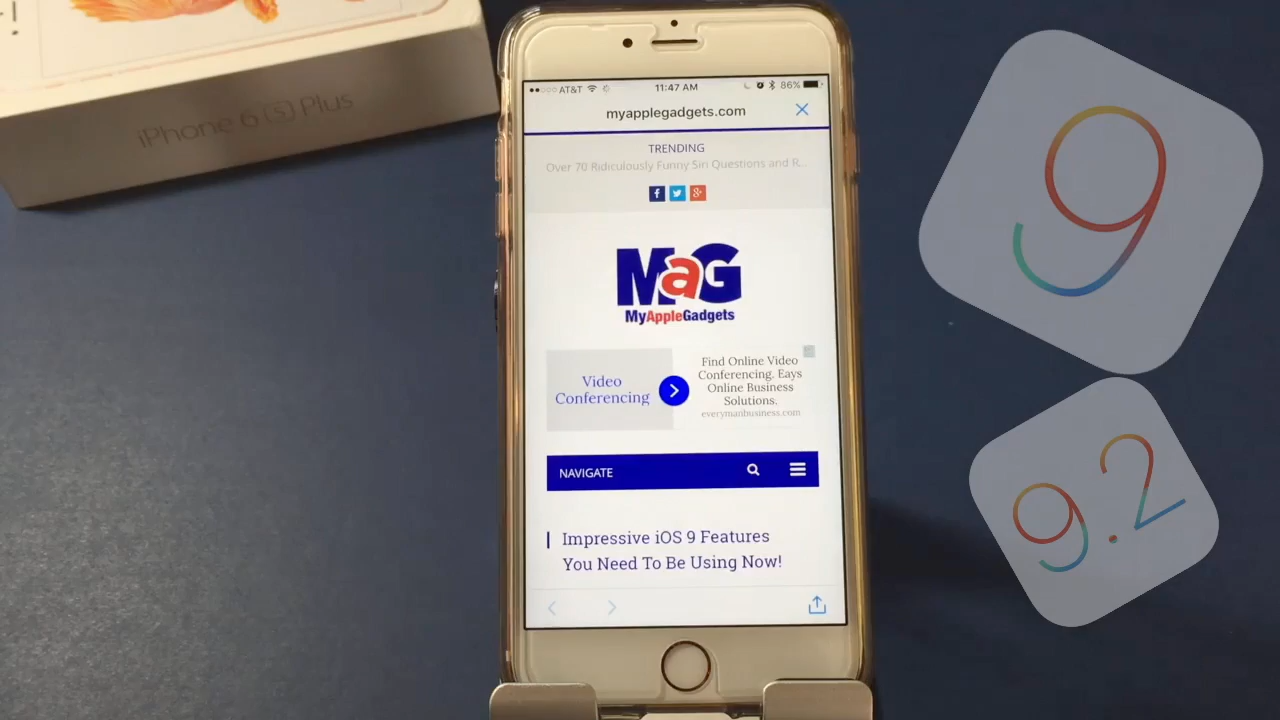 !
iPhone 6 S Plus
AT&T
11:47 AM
86%
myapplegadgets.com
TRENDING
Over 70 Ridiculously Funny Siri Questions and R...
MaG
MyAppleGadgets
Video
Conferencing
Find Online Video
Conferencing. Eays
Online Business
Solutions.
everymanbusiness.com
NAVIGATE
Impressive iOS 9 Features
You Need To Be Using Now!
9
9.2